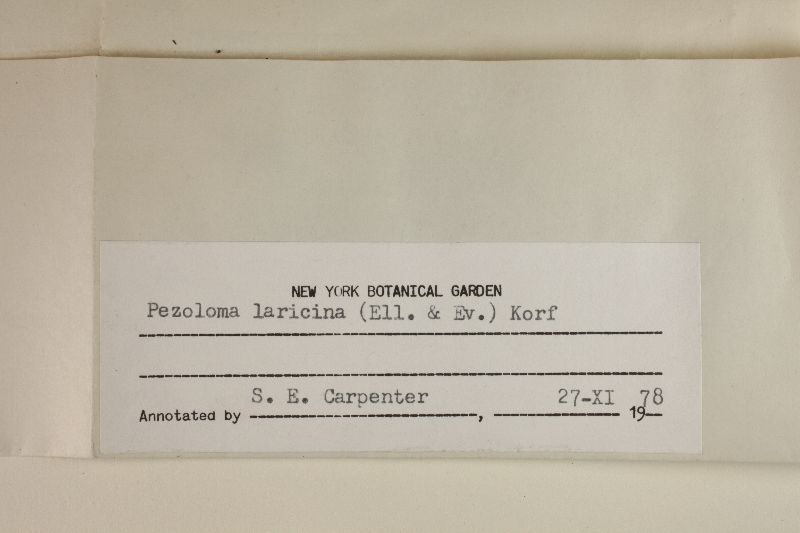 NEW YORK BOTANICAL GARDEN
Pezoloma laricina (Ell. & Ev.) Korf
S. E. Carpenter 27-XI 78
Annotated by , 19